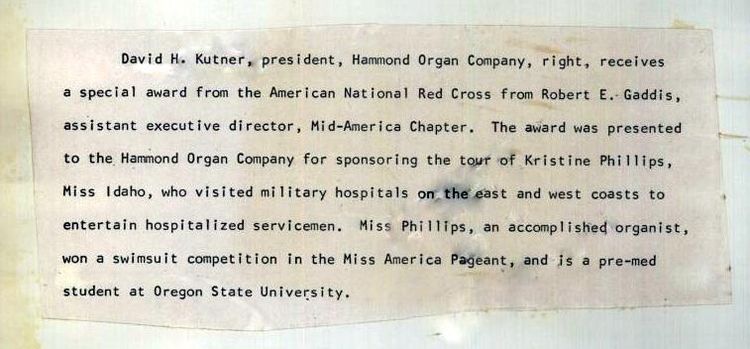 David H. Kutner, president, Hammond Organ Company, right, receives
a special award from the American National Red Cross from Robert E. Gaddis,
assistant executive director, Mid-America Chapter. The award was presented
to the Hammond Organ Company for sponsoring the tour of Kristine Phillips,
Miss Idaho, who visited military hospitals on the east and west coasts to
entertain hospitalized servicemen. Miss Phillips, an accomplished organist,
won a swimsuit competition in the Miss America Pageant, and is a pre-med
student at Oregon State University.